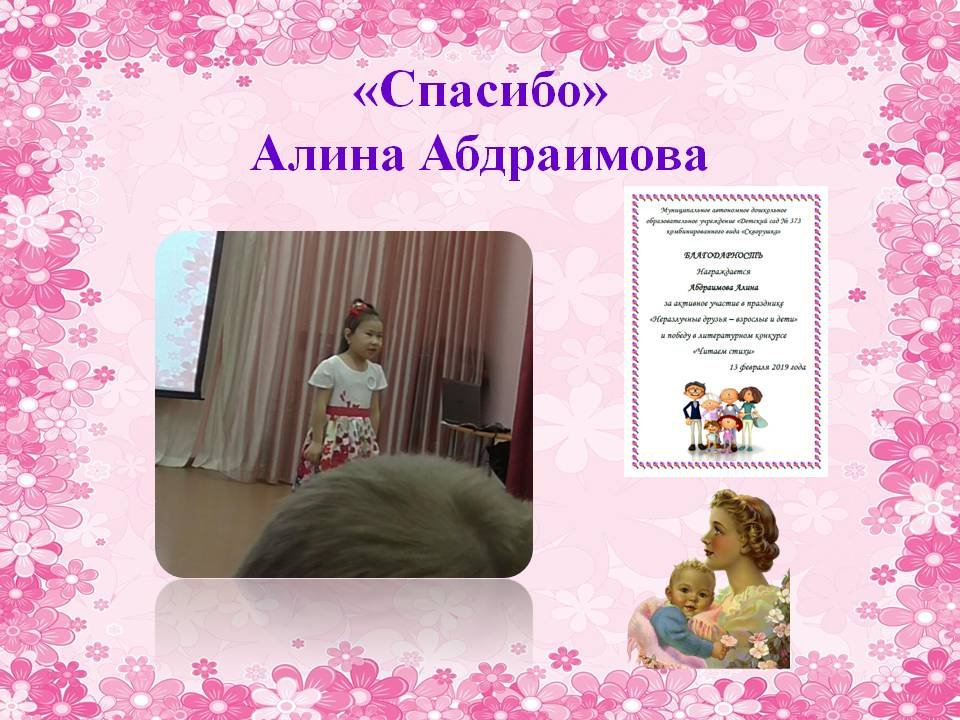 «Спасибо»
Алина Абдраимова
Муниципальное автономное дошкольное
образовательное учреждение «Детский сад № 373
комбинированного вида «Скворушка»
БЛАГОДАРНОСТЬ
Награждается
Абдраимова Алина
за активное участие в празднике
«Неразлучные друзья – взрослые и дети»
и победу в литературном конкурсе
«Читаем стихи»
13 февраля 2019 года